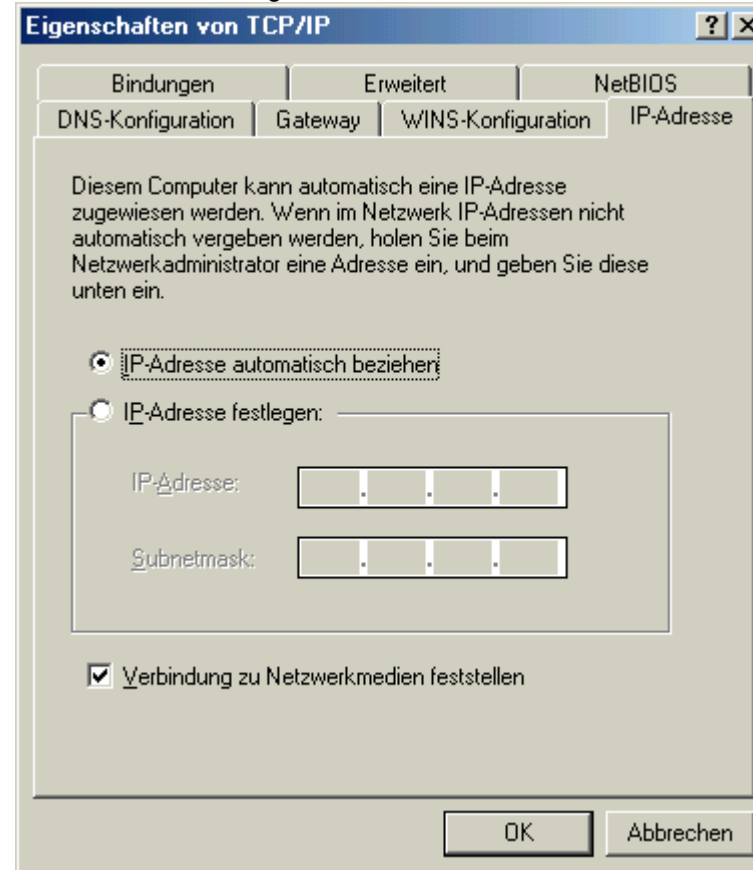 Eigenschaften von TCP/IP
Bindungen Erweitert NetBIOS
DNS-Konfiguration Gateway WINS-Konfiguration IP-Adresse
Diesem Computer kann automatisch eine IP-Adresse
zugewiesen werden. Wenn im Netzwerk IP-Adressen nicht
automatisch vergeben werden, holen Sie beim
Netzwerkadministrator eine Adresse ein, und geben Sie diese
unten ein.
IP-Adresse automatisch beziehen
IP-Adresse festlegen:
IP-Adresse: . . .
Subnetmask: . . .
Verbindung zu Netzwerkmedien feststellen
OK Abbrechen